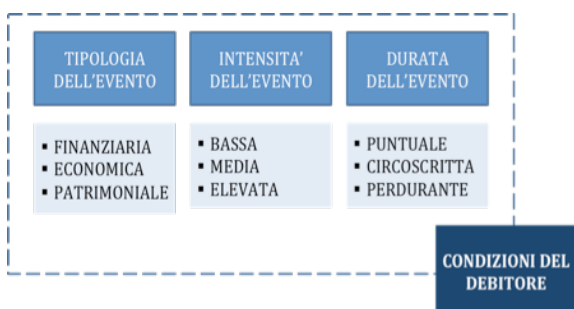 TIPOLOGIA
DELL'EVENTO
▪ FINANZIARIA
▪ ECONOMICA
▪ PATRIMONIALE
INTENSITA'
DELL'EVENTO
▪ BASSA
▪ MEDIA
▪ ELEVATA
DURATA
DELL'EVENTO
▪ PUNTUALE
▪ CIRCOSCRITTA
▪ PERDURANTE
CONDIZIONI DEL
DEBITORE